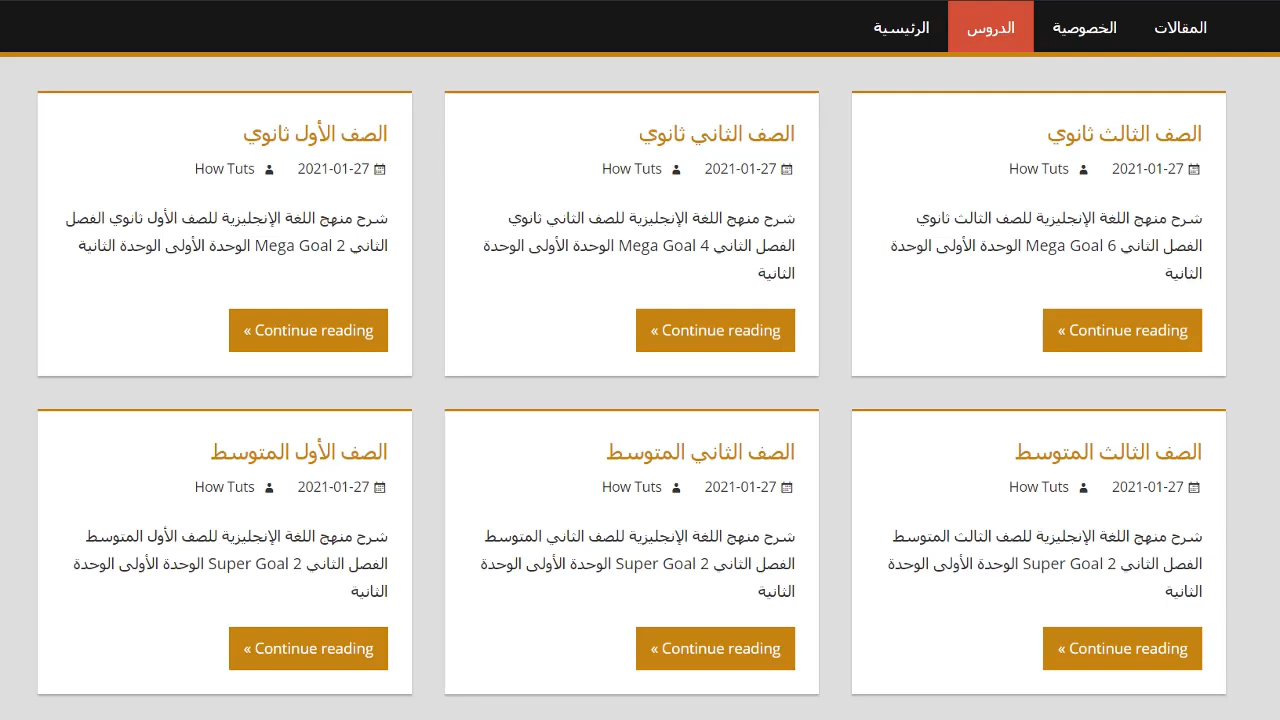 المقالات
الخصوصية
الدروس
الرئيسية
الصف الثالث ثانوي
2021-01-27 How Tuts
شرح منهج اللغة الإنجليزية للصف الثالث ثانوي
الفصل الثاني Mega Goal 6 الوحدة الأولى الوحدة
الثانية
Continue reading »
الصف الثاني ثانوي
2021-01-27 How Tuts
شرح منهج اللغة الإنجليزية للصف الثاني ثانوي
الفصل الثاني Mega Goal 4 الوحدة الأولى الوحدة
الثانية
Continue reading »
الصف الأول ثانوي
2021-01-27 How Tuts
شرح منهج اللغة الإنجليزية للصف الأول ثانوي الفصل
الثاني Mega Goal 2 الوحدة الأولى الوحدة الثانية
Continue reading »
الصف الثالث المتوسط
2021-01-27 How Tuts
شرح منهج اللغة الإنجليزية للصف الثالث المتوسط
الفصل الثاني Super Goal 2 الوحدة الأولى الوحدة
الثانية
Continue reading »
الصف الثاني المتوسط
2021-01-27 How Tuts
شرح منهج اللغة الإنجليزية للصف الثاني المتوسط
الفصل الثاني Super Goal 2 الوحدة الأولى الوحدة
الثانية
Continue reading »
الصف الأول المتوسط
2021-01-27 How Tuts
شرح منهج اللغة الإنجليزية للصف الأول المتوسط
الفصل الثاني Super Goal 2 الوحدة الأولى الوحدة
الثانية
Continue reading »